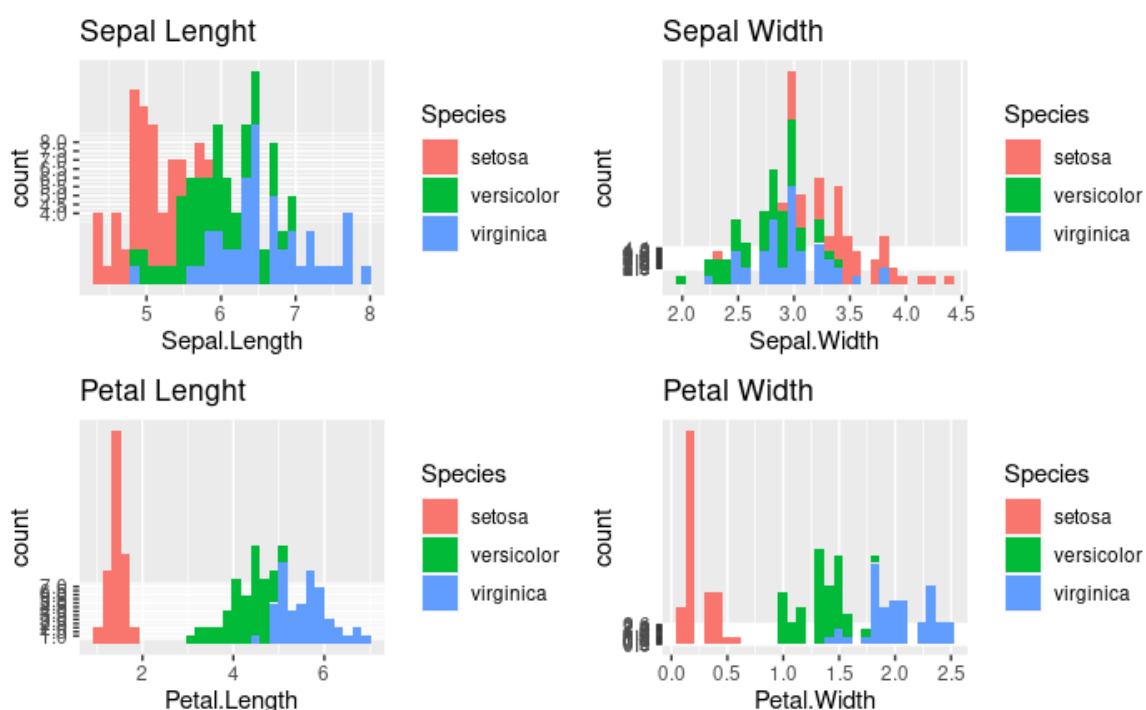 Sepal Lenght
count
8.0
4.0
5 6 7 8
Sepal.Length
Species
setosa
versicolor
virginica
Sepal Width
count
2.0 2.5 3.0 3.5 4.0 4.5
Sepal.Width
Species
setosa
versicolor
virginica
Petal Lenght
count
7.0
1.0
2 4 6
Petal.Length
Species
setosa
versicolor
virginica
Petal Width
count
0.0 0.5 1.0 1.5 2.0 2.5
Petal.Width
Species
setosa
versicolor
virginica